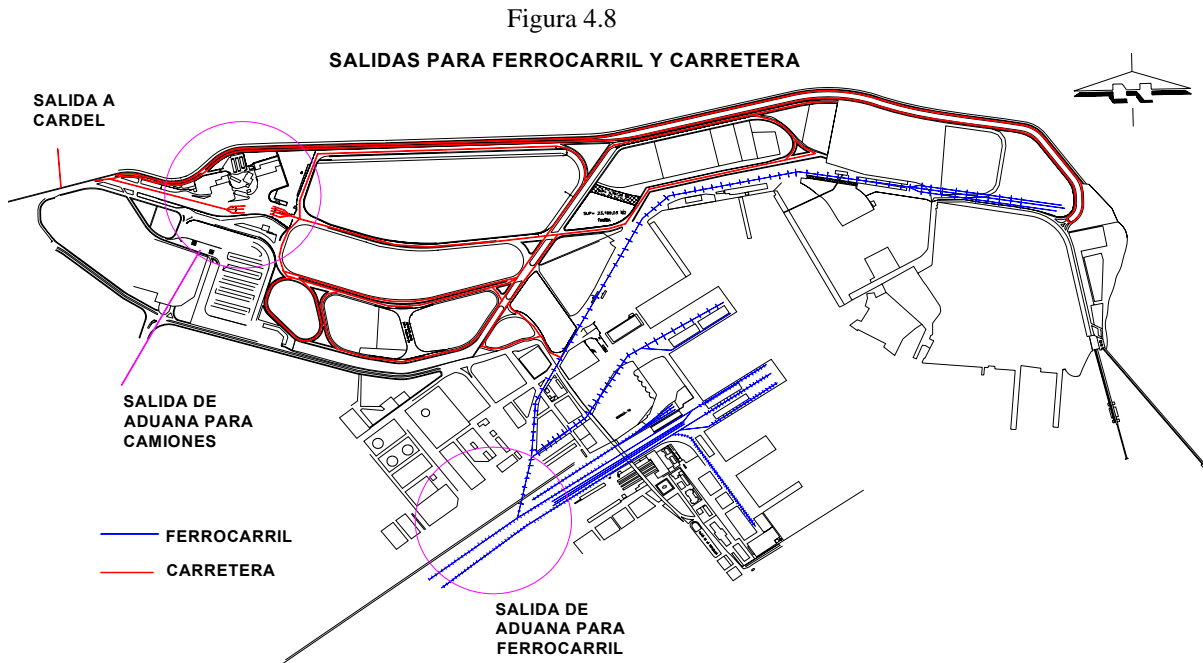 Figura 4.8
SALIDAS PARA FERROCARRIL Y CARRETERA
SALIDA A
CARDEL
SALIDA DE
ADUANA PARA
CAMIONES
FERROCARRIL
CARRETERA
SALIDA DE
ADUANA PARA
FERROCARRIL